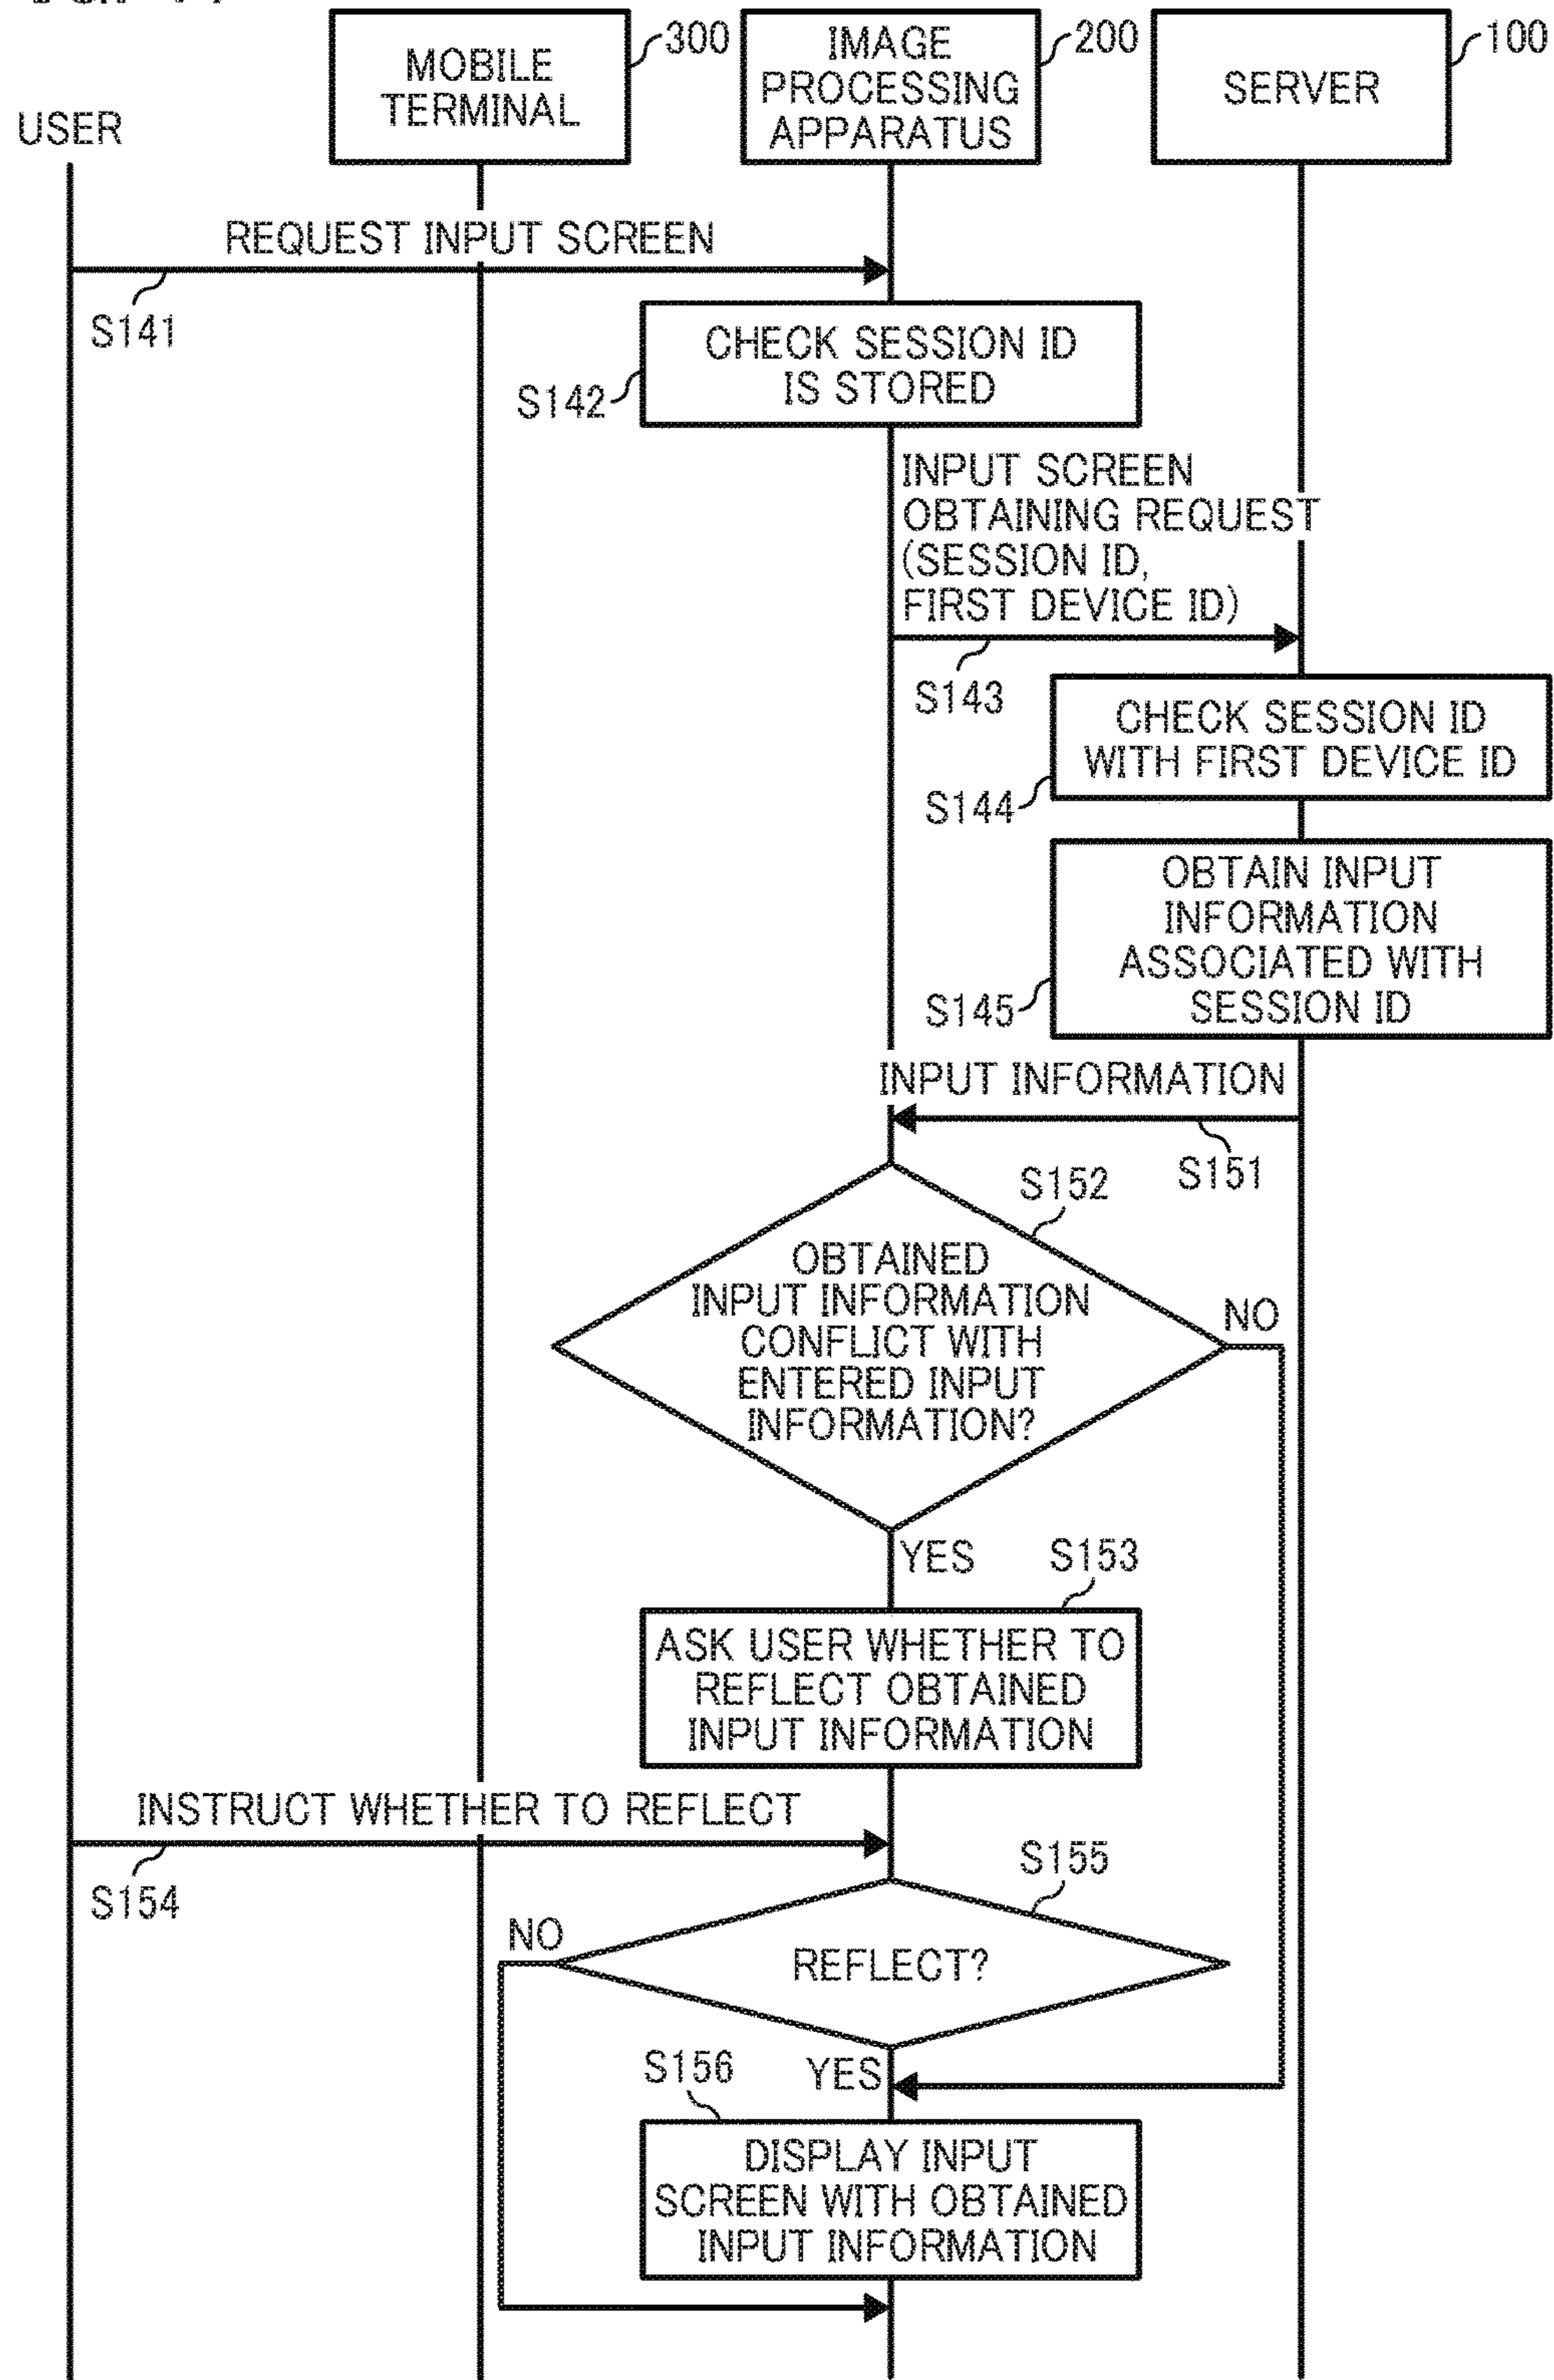 MOBILE
TERMINAL
300
IMAGE
PROCESSING
APPARATUS
200
SERVER
100
USER
REQUEST INPUT SCREEN
S141
CHECK SESSION ID
IS STORED
S142
INPUT SCREEN
OBTAINING REQUEST
(SESSION ID,
FIRST DEVICE ID)
S143
CHECK SESSION ID
WITH FIRST DEVICE ID
S144
OBTAIN INPUT
INFORMATION
ASSOCIATED WITH
SESSION ID
S145
INPUT INFORMATION
S151
S152
OBTAINED
INPUT INFORMATION
CONFLICT WITH
ENTERED INPUT
INFORMATION?
NO
YES
S153
ASK USER WHETHER TO
REFLECT OBTAINED
INPUT INFORMATION
INSTRUCT WHETHER TO REFLECT
S154
S155
NO
REFLECT?
YES
S156
DISPLAY INPUT
SCREEN WITH OBTAINED
INPUT INFORMATION